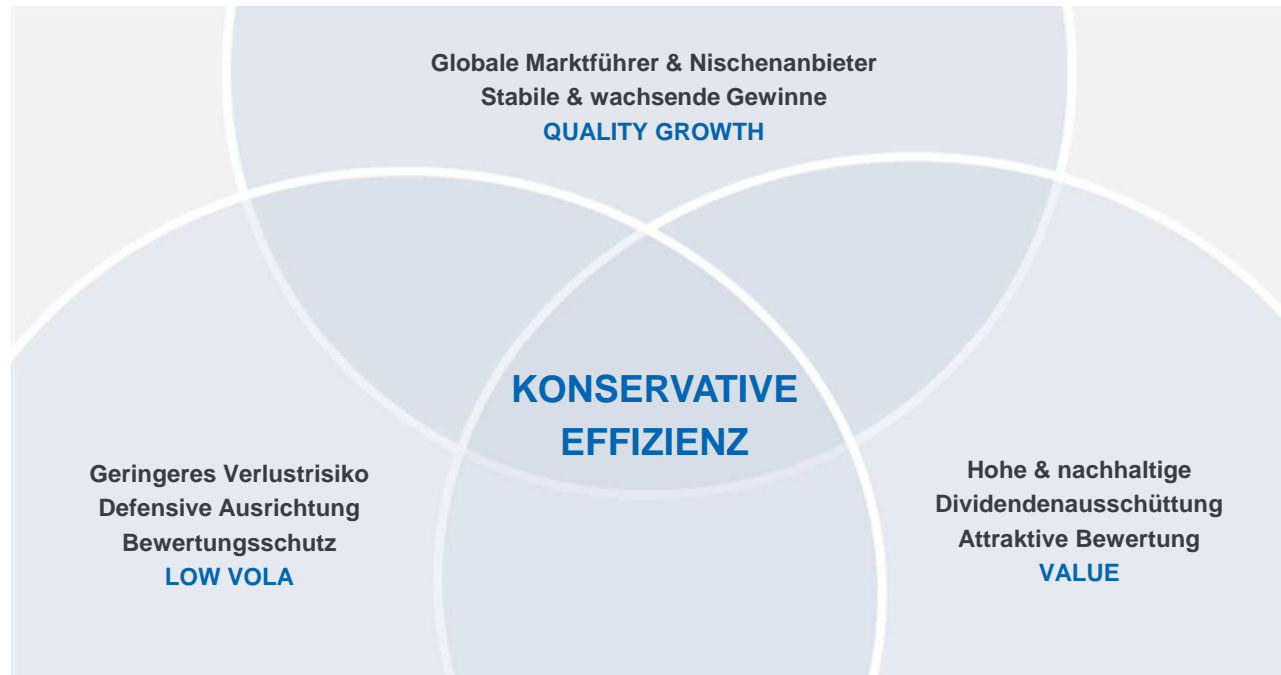 Globale Marktführer & Nischenanbieter
Stabile & wachsende Gewinne
QUALITY GROWTH
KONSERVATIVE
EFFIZIENZ
Geringeres Verlustrisiko
Defensive Ausrichtung
Bewertungsschutz
LOW VOLA
Hohe & nachhaltige
Dividendenausschüttung
Attraktive Bewertung
VALUE